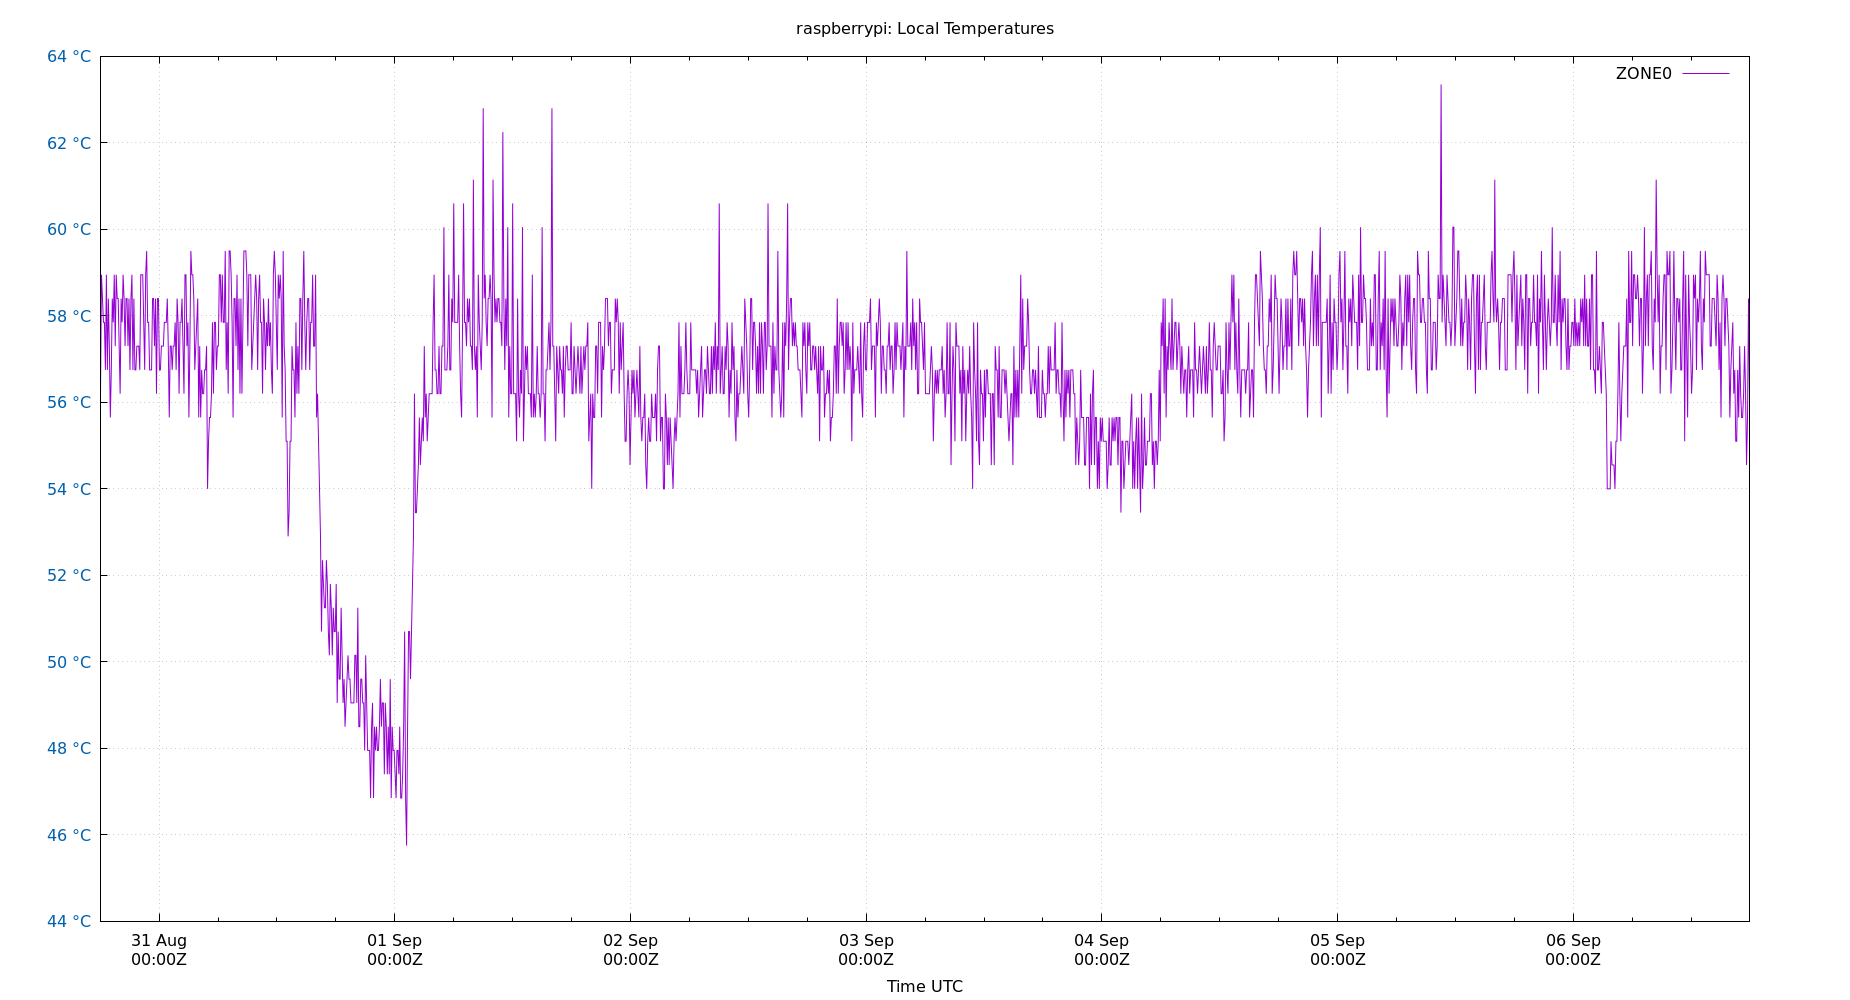 raspberrypi: Local Temperatures
64 °C
ZONE0
62 °C
60 °C
58 °C
56 °C
54 °C
52 °C
50 °C
48 °C
46 °C
44 °C
31 Aug 01 Sep 02 Sep 03 Sep 04 Sep 05 Sep 06 Sep
00:00Z 00:00Z 00:00Z 00:00Z 00:00Z 00:00Z 00:00Z
Time UTC